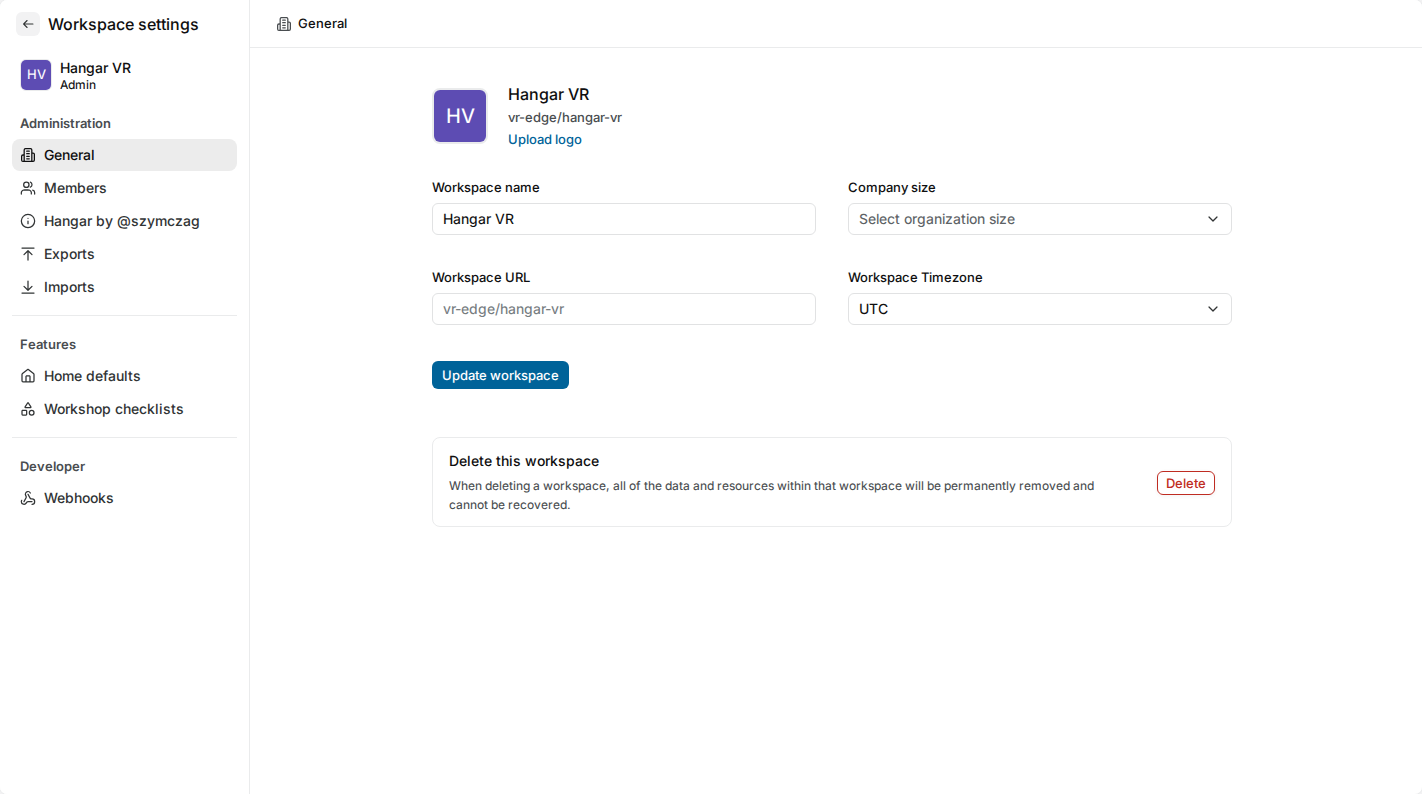 Workspace settings
HV
Hangar VR
Admin
Administration
General
Members
Hangar by @szymczag
Exports
Imports
Features
Home defaults
Workshop checklists
Developer
Webhooks
General
HV
Hangar VR
vr-edge/hangar-vr
Upload logo
Workspace name
Hangar VR
Company size
Select organization size
Workspace URL
vr-edge/hangar-vr
Workspace Timezone
UTC
Update workspace
Delete this workspace
When deleting a workspace, all of the data and resources within that workspace will be permanently removed and
cannot be recovered.
Delete